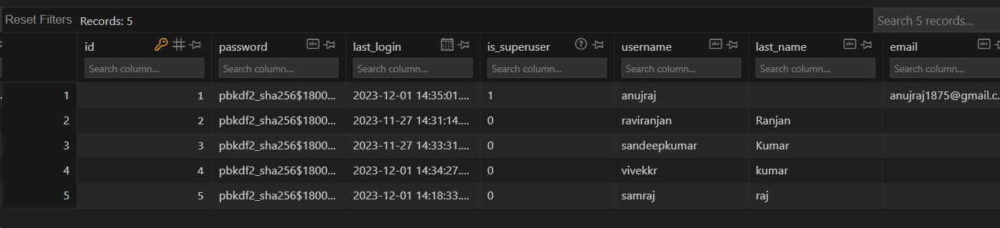 Reset Filters Records: 5 Search 5 records...
id password last_login is_superuser username last_name email
Search column... Search column... Search column... Search column... Search column... Search column... Search column...
1 1 pbkdf2_sha256$1800... 2023-12-01 14:35:01.... 1 anujraj anujraj1875@gmail.c...
2 2 pbkdf2_sha256$1800... 2023-11-27 14:31:14.... 0 raviranjan Ranjan
3 3 pbkdf2_sha256$1800... 2023-11-27 14:33:31.... 0 sandeepkumar Kumar
4 4 pbkdf2_sha256$1800... 2023-12-01 14:34:27.... 0 vivekkr kumar
5 5 pbkdf2_sha256$1800... 2023-12-01 14:18:33.... 0 samraj raj